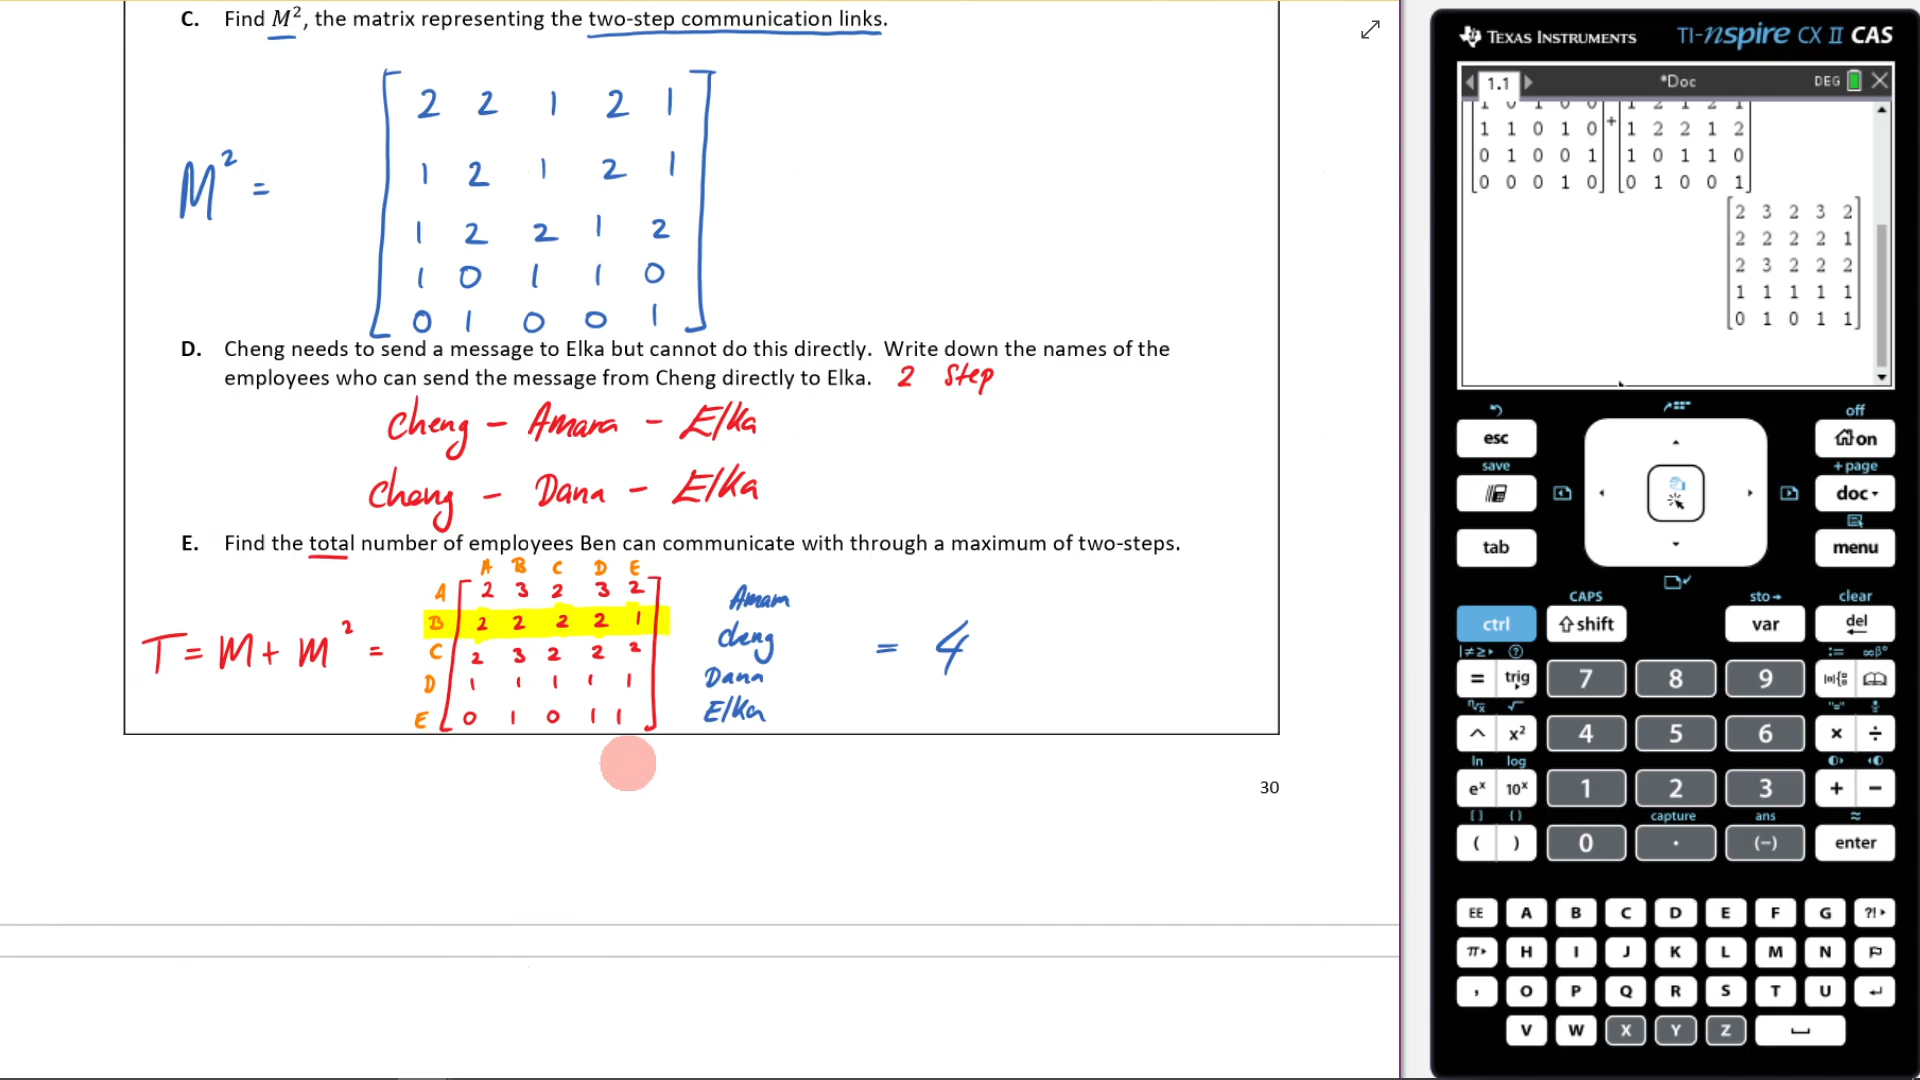 C. Find M², the matrix representing the two-step communication links.
M² =
2 2 1 2 1
1 2 1 2 1
1 2 2 1 2
1 0 1 1 0
0 1 0 0 1
D. Cheng needs to send a message to Elka but cannot do this directly. Write down the names of the
employees who can send the message from Cheng directly to Elka. 2 Step
Cheng - Amara - Elka
Cheng - Dana - Elka
E. Find the total number of employees Ben can communicate with through a maximum of two-steps.
A B C D E
A 2 3 2 3 2
B 2 2 2 2 1
C 2 3 2 2 2
D 1 1 1 1 1
E 0 1 0 1 1
T = M + M² =
Amara
Cheng
Dana
Elka
= 4
30
TEXAS INSTRUMENTS TI-nspire CX II CAS
1.1 *Doc DEG
1 0 1 0 0 1 2 1 2 1
1 1 0 1 0 + 1 2 2 1 2
0 1 0 0 1 1 0 1 1 0
0 0 0 1 0 0 1 0 0 1
2 3 2 3 2
2 2 2 2 1
2 3 2 2 2
1 1 1 1 1
0 1 0 1 1
off
esc on
save +page
doc
tab menu
CAPS sto→ clear
ctrl ⇧shift var del
|≠≥▸ ? := ∞β°
= trig 7 8 9
ⁿ√x √
^ x² 4 5 6 × ÷
ln log
eˣ 10ˣ 1 2 3 + −
[ ] { } capture ans ≈
( ) 0 . (−) enter
EE A B C D E F G ?!▸
π▸ H I J K L M N
, O P Q R S T U ↵
V W X Y Z